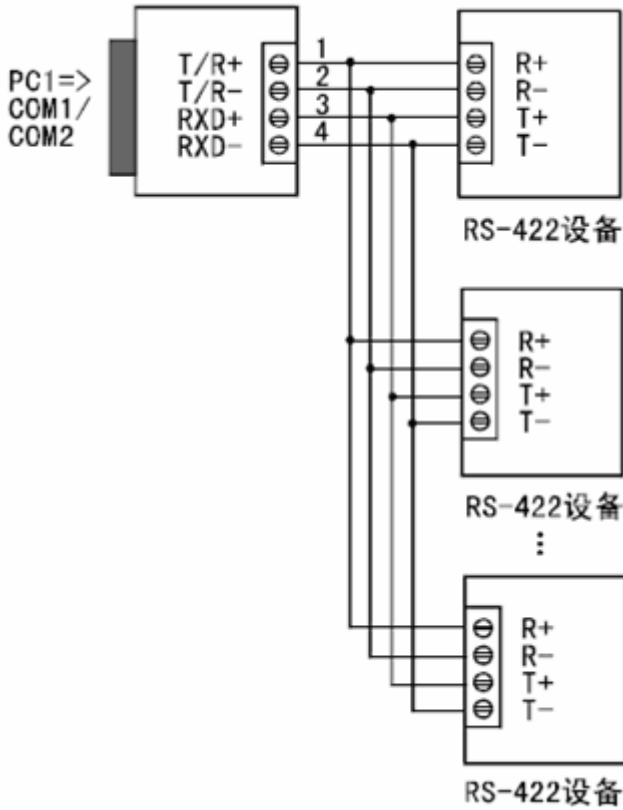 PC1=>
COM1/
COM2
T/R+
T/R-
RXD+
RXD-
1
2
3
4
R+
R-
T+
T-
RS-422设备
R+
R-
T+
T-
RS-422设备
⋮
R+
R-
T+
T-
RS-422设备